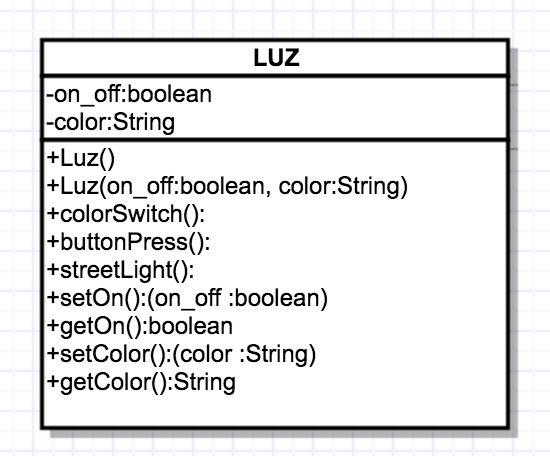 LUZ
-on_off:boolean
-color:String
+Luz()
+Luz(on_off:boolean, color:String)
+colorSwitch():
+buttonPress():
+streetLight():
+setOn():(on_off :boolean)
+getOn():boolean
+setColor():(color :String)
+getColor():String